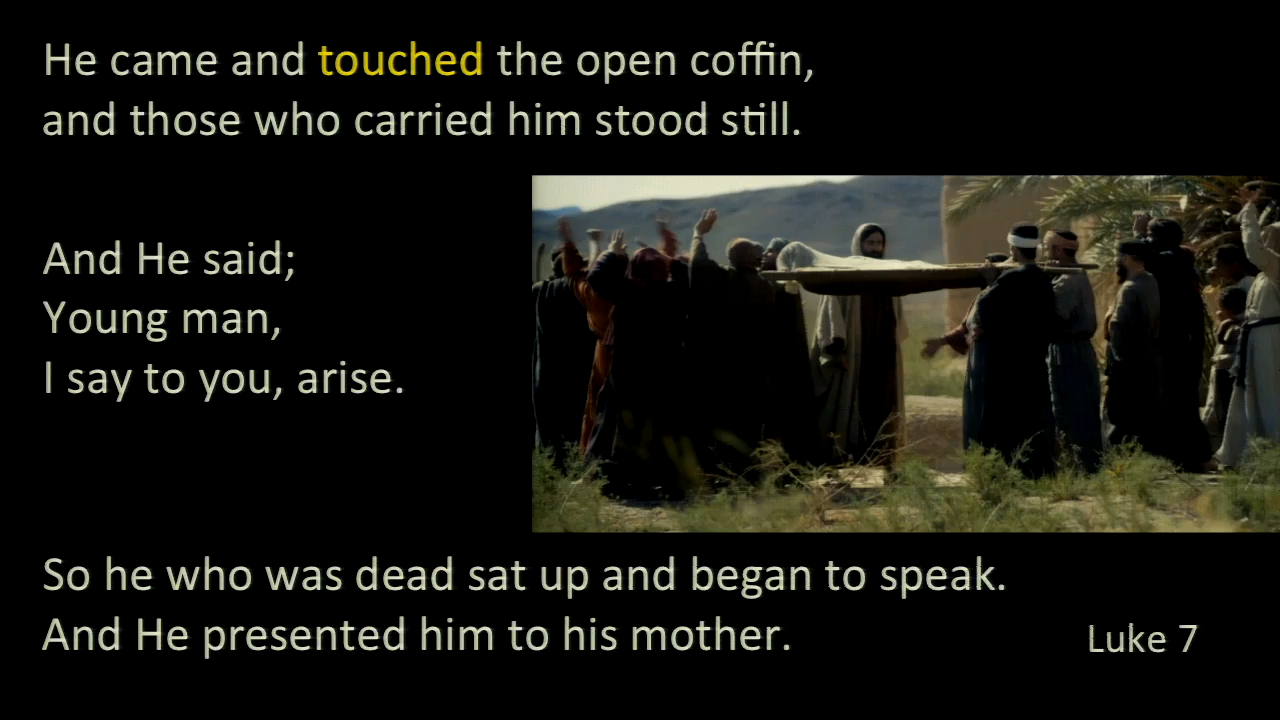 He came and touched the open coffin,
and those who carried him stood still.
And He said;
Young man,
I say to you, arise.
So he who was dead sat up and began to speak.
And He presented him to his mother.
Luke 7